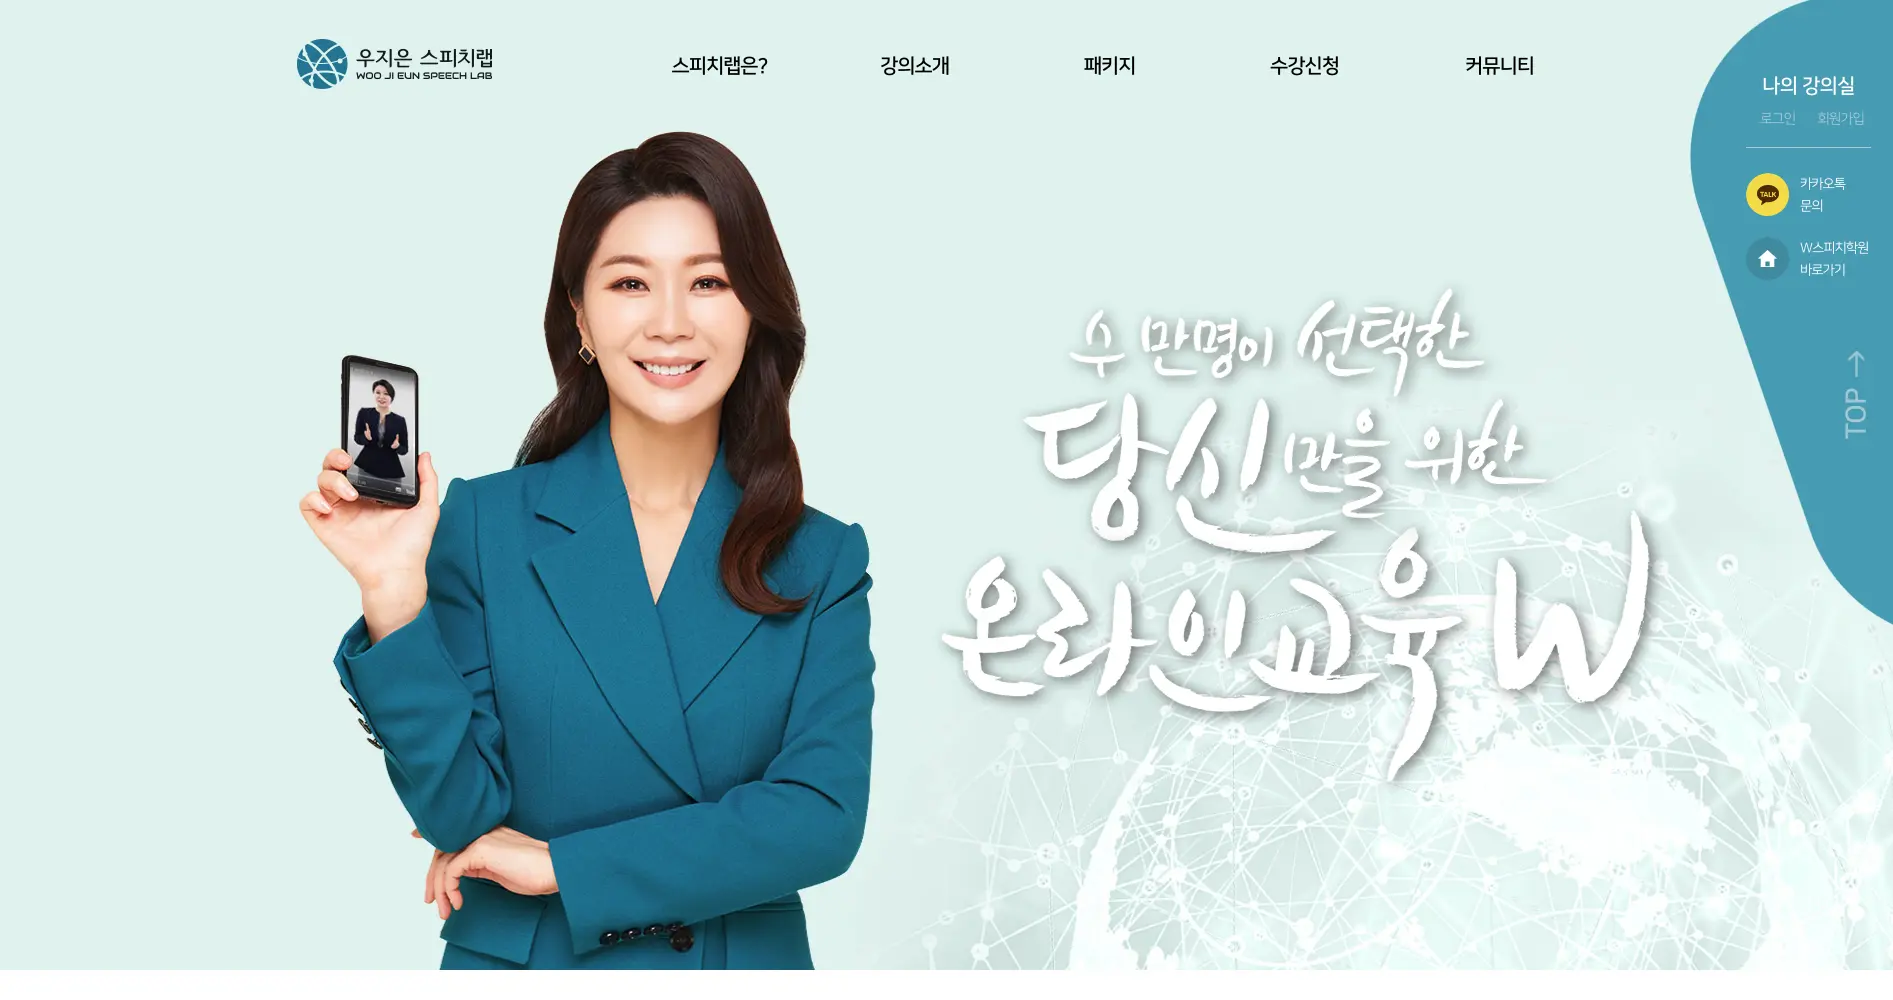 우지은 스피치랩
WOO JI EUN SPEECH LAB
스피치랩은?
강의소개
패키지
수강신청
커뮤니티
나의 강의실
로그인 회원가입
TALK
카카오톡
문의
W스피치학원
바로가기
TOP →
수 만명이 선택한
당신만을 위한
온라인교육 W